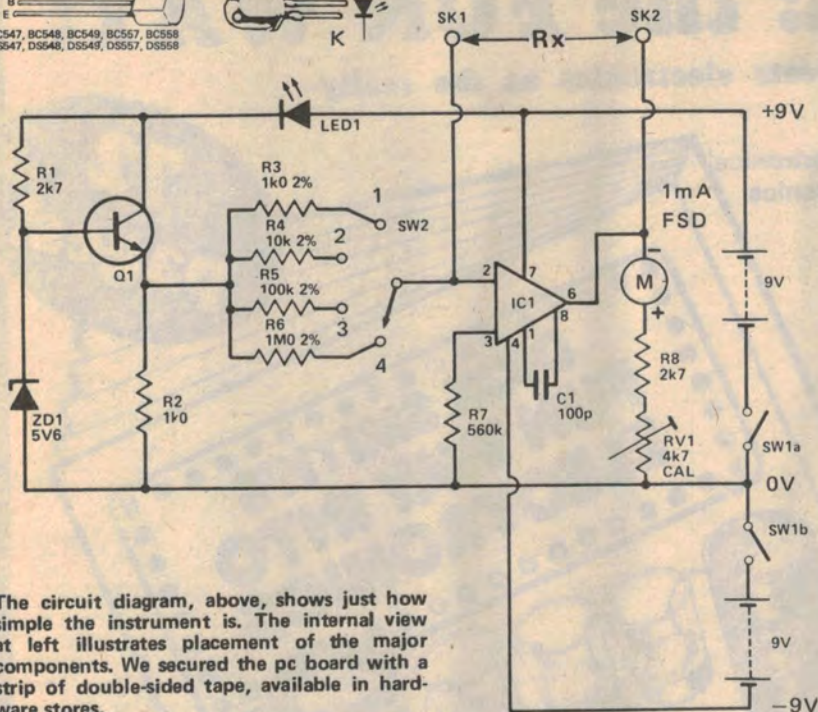 B
E
C547, BC548, BC549, BC557, BC558
S547, DS548, DS549, DS557, DS558
K
SK1
Rx
SK2
LED1
+9V
R1
2k7
R3
1k0 2%
1
SW2
R4
10k 2%
2
R5
100k 2%
3
R6
1M0 2%
4
Q1
1mA
FSD
2
7
IC1
6
3
4
1
8
M
−
+
9V
R8
2k7
C1
100p
ZD1
5V6
R2
1k0
R7
560k
RV1
4k7
CAL
SW1a
0V
SW1b
9V
−9V
The circuit diagram, above, shows just how
simple the instrument is. The internal view
at left illustrates placement of the major
components. We secured the pc board with a
strip of double-sided tape, available in hard-
ware stores.